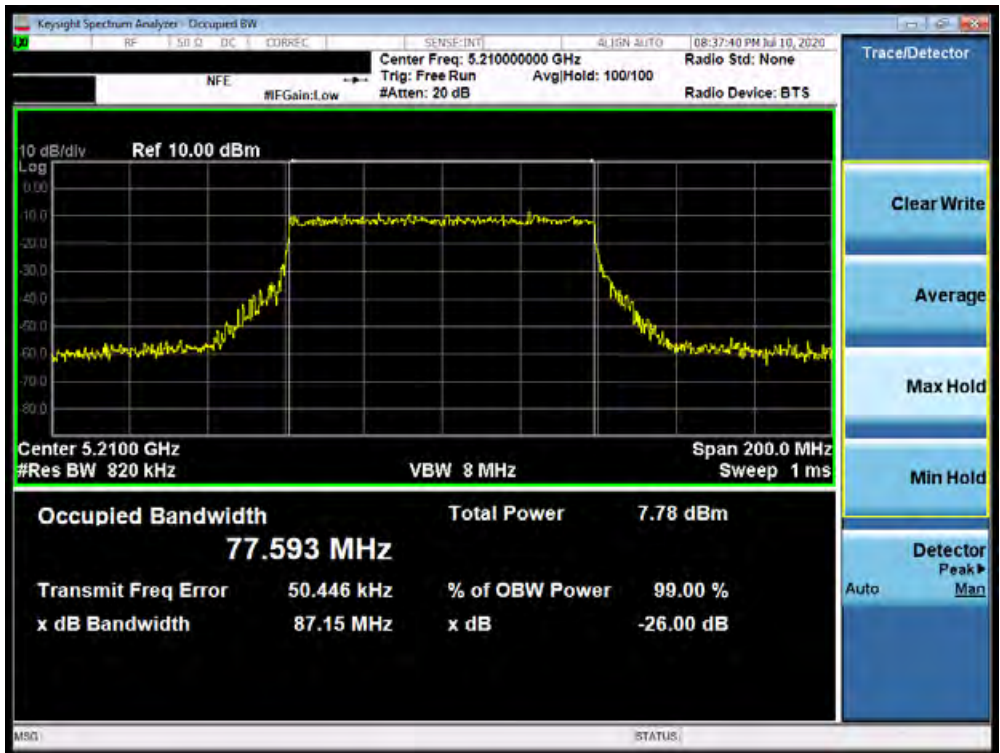 Keysight Spectrum Analyzer - Occupied BW
RF 50 Ω DC CORREC SENSE:INT ALIGN AUTO 08:37:40 PM Jul 10, 2020
Center Freq: 5.210000000 GHz Radio Std: None
NFE Trig: Free Run Avg|Hold: 100/100
#IFGain:Low #Atten: 20 dB Radio Device: BTS
10 dB/div Ref 10.00 dBm
Log
0.00
-10.0
-20.0
-30.0
-40.0
-50.0
-60.0
-70.0
-80.0
Center 5.2100 GHz Span 200.0 MHz
#Res BW 820 kHz VBW 8 MHz Sweep 1 ms
Occupied Bandwidth Total Power 7.78 dBm
77.593 MHz
Transmit Freq Error 50.446 kHz % of OBW Power 99.00 %
x dB Bandwidth 87.15 MHz x dB -26.00 dB
MSG STATUS
Trace/Detector
Clear Write
Average
Max Hold
Min Hold
Detector
Peak▶
Auto Man